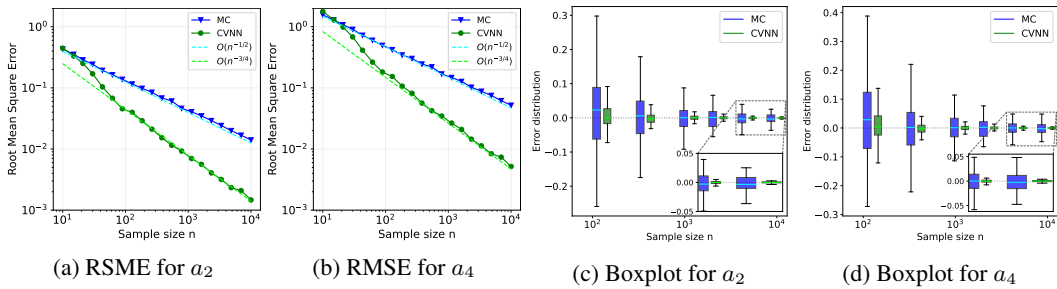 Root Mean Square Error
10⁰
10⁻¹
10⁻²
10⁻³
10¹
10²
10³
10⁴
Sample size n
MC
CVNN
O(n⁻¹/²)
O(n⁻³/⁴)
(a) RSME for a₂
Root Mean Square Error
10⁰
10⁻¹
10⁻²
10⁻³
10¹
10²
10³
10⁴
Sample size n
MC
CVNN
O(n⁻¹/²)
O(n⁻³/⁴)
(b) RMSE for a₄
Error distribution
0.3
0.2
0.1
0.0
−0.1
−0.2
10²
10³
10⁴
Sample size n
MC
CVNN
0.05
0.00
−0.05
(c) Boxplot for a₂
Error distribution
0.4
0.3
0.2
0.1
0.0
−0.1
−0.2
−0.3
10²
10³
10⁴
Sample size n
MC
CVNN
0.05
0.00
−0.05
(d) Boxplot for a₄